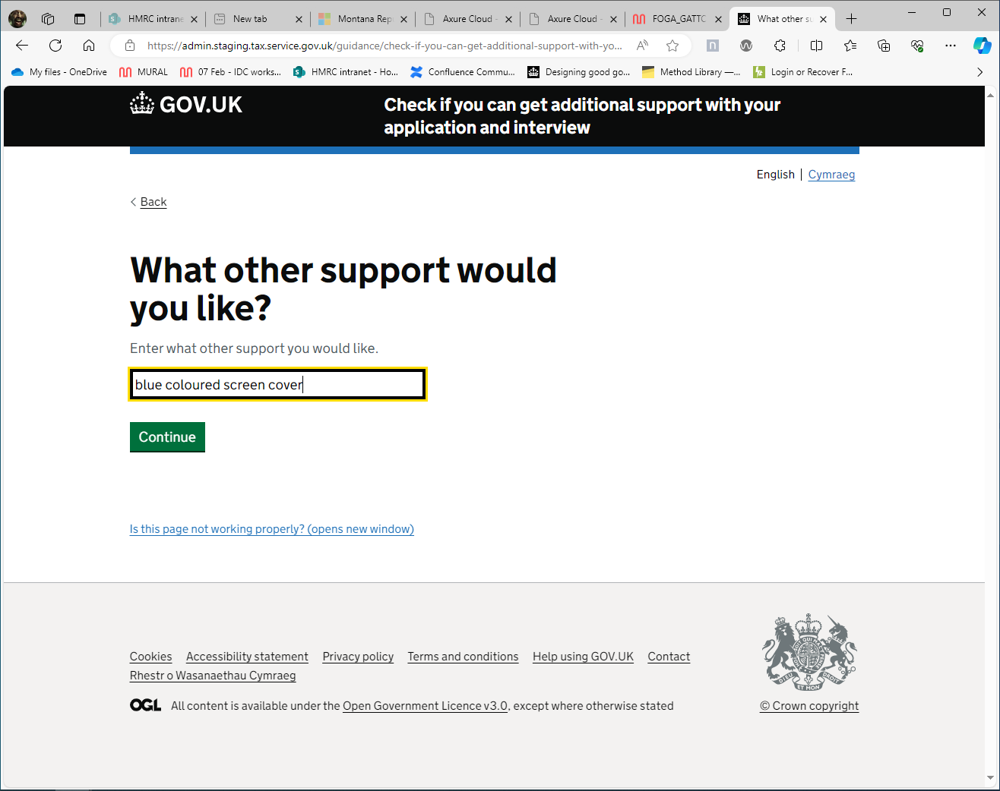 HMRC intrane
New tab
Montana Rep
Axure Cloud -
Axure Cloud -
FOGA_GATTC
What other su
https://admin.staging.tax.service.gov.uk/guidance/check-if-you-can-get-additional-support-with-yo...
My files - OneDrive
MURAL
07 Feb - IDC works...
HMRC intranet - Ho...
Confluence Commu...
Designing good go...
Method Library —...
Login or Recover F...
GOV.UK
Check if you can get additional support with your
application and interview
English | Cymraeg
Back
What other support would
you like?
Enter what other support you would like.
blue coloured screen cover
Continue
Is this page not working properly? (opens new window)
Cookies Accessibility statement Privacy policy Terms and conditions Help using GOV.UK Contact
Rhestr o Wasanaethau Cymraeg
OGL All content is available under the Open Government Licence v3.0, except where otherwise stated
DIEU ET MON DROIT
© Crown copyright